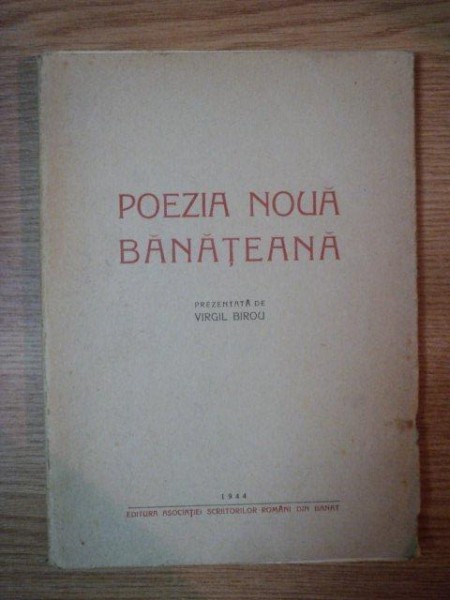 POEZIA NOUĂ
BĂNĂȚEANĂ
PREZENTATĂ DE
VIRGIL BIROU
1944
EDITURA ASOCIAȚIEI SCRIITORILOR ROMÂNI DIN BANAT